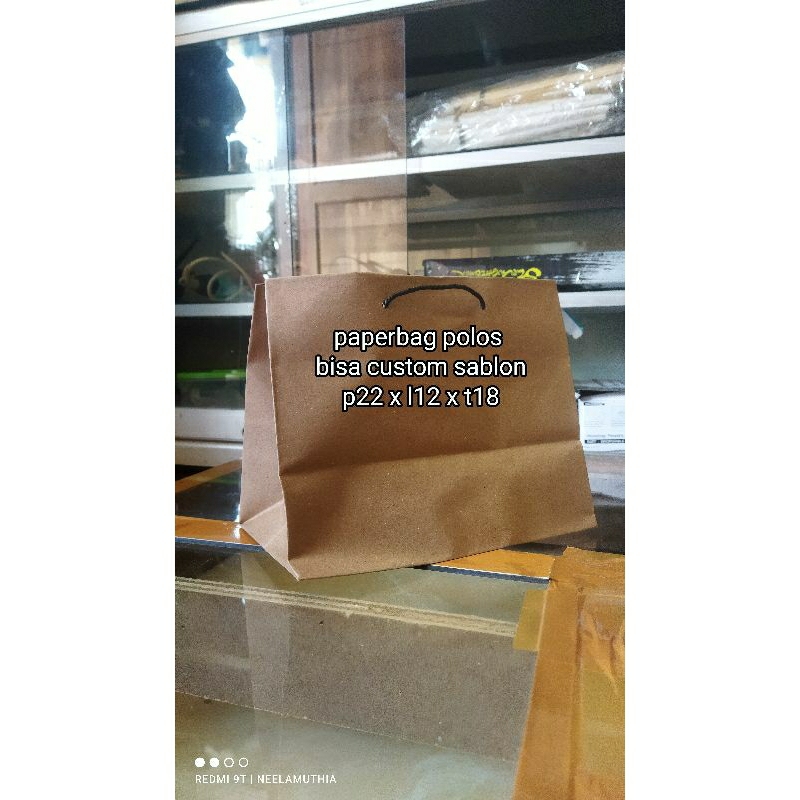 paperbag polos
bisa custom sablon
p22 x l12 x t18
REDMI 9T | NEELAMUTHIA